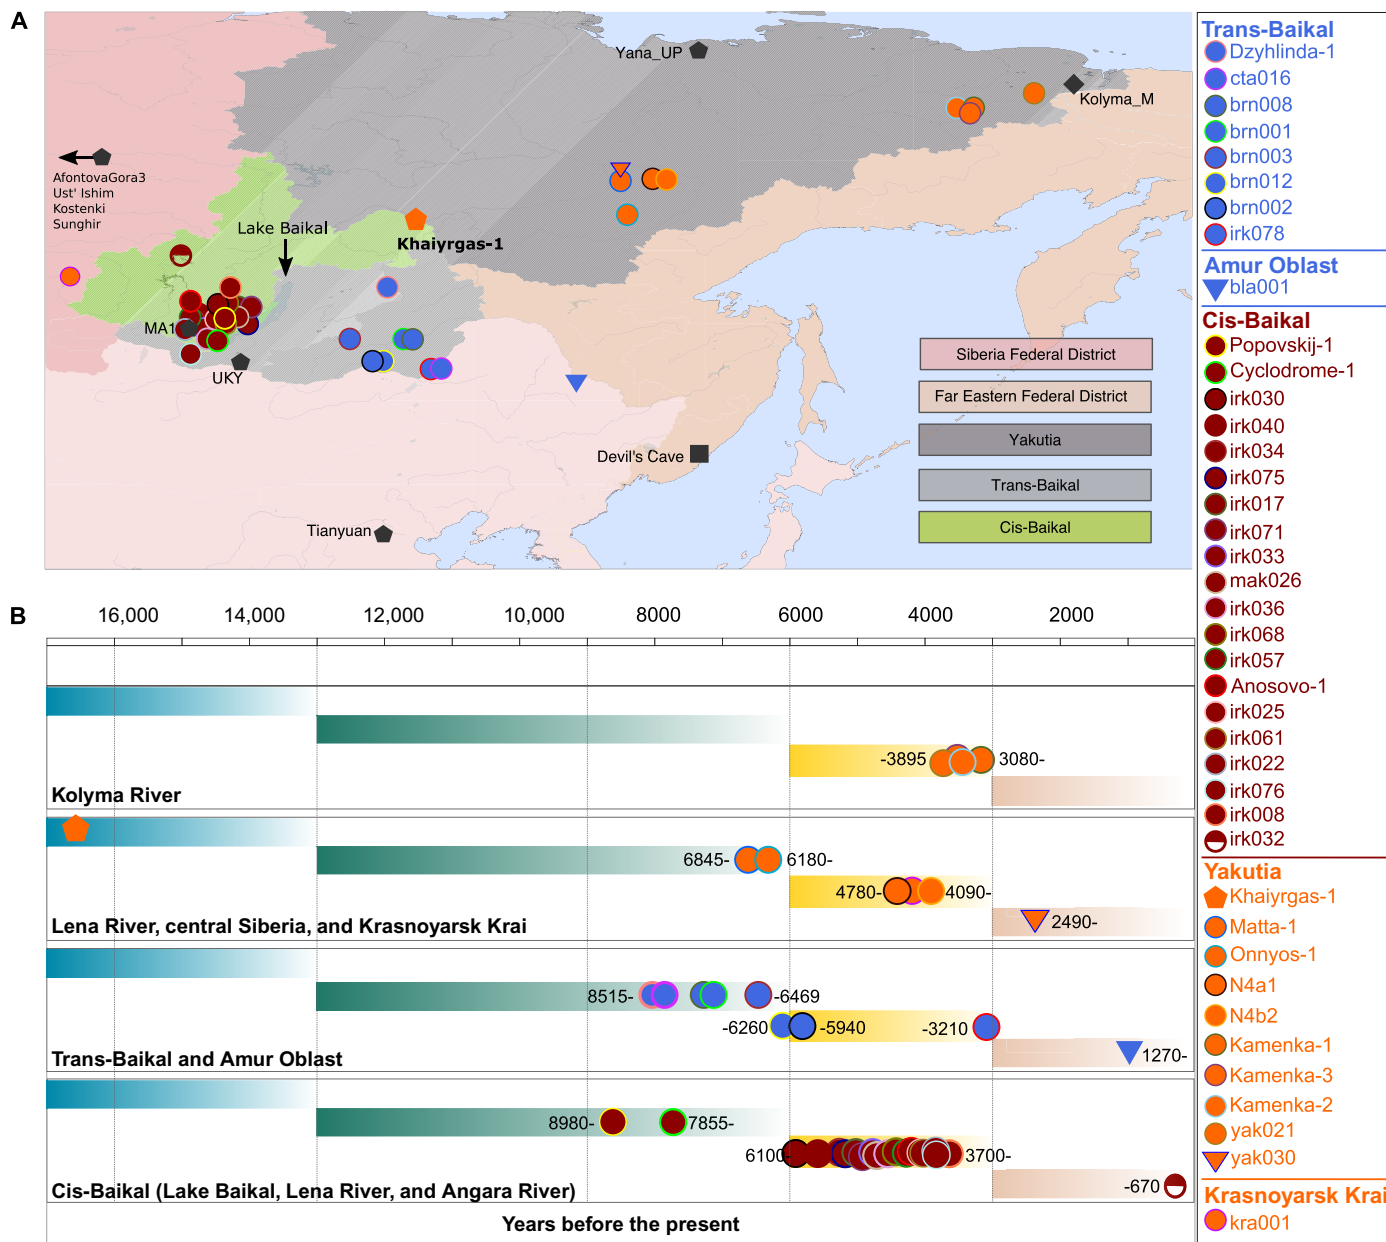 A
Yana_UP
Kolyma_M
AfontovaGora3
Ust' Ishim
Kostenki
Sunghir
Lake Baikal
Khaiyrgas-1
MA1
UKY
Devil's Cave
Tianyuan
Siberia Federal District
Far Eastern Federal District
Yakutia
Trans-Baikal
Cis-Baikal
Trans-Baikal
Dzyhlinda-1
cta016
brn008
brn001
brn003
brn012
brn002
irk078
Amur Oblast
bla001
Cis-Baikal
Popovskij-1
Cyclodrome-1
irk030
irk040
irk034
irk075
irk017
irk071
irk033
mak026
irk036
irk068
irk057
Anosovo-1
irk025
irk061
irk022
irk076
irk008
irk032
Yakutia
Khaiyrgas-1
Matta-1
Onnyos-1
N4a1
N4b2
Kamenka-1
Kamenka-3
Kamenka-2
yak021
yak030
Krasnoyarsk Krai
kra001
B
16,000 14,000 12,000 10,000 8000 6000 4000 2000
-3895 3080-
Kolyma River
6845- 6180-
4780- 4090-
2490-
Lena River, central Siberia, and Krasnoyarsk Krai
8515- -6469
-6260 -5940 -3210
1270-
Trans-Baikal and Amur Oblast
8980- 7855-
6100- 3700-
-670
Cis-Baikal (Lake Baikal, Lena River, and Angara River)
Years before the present